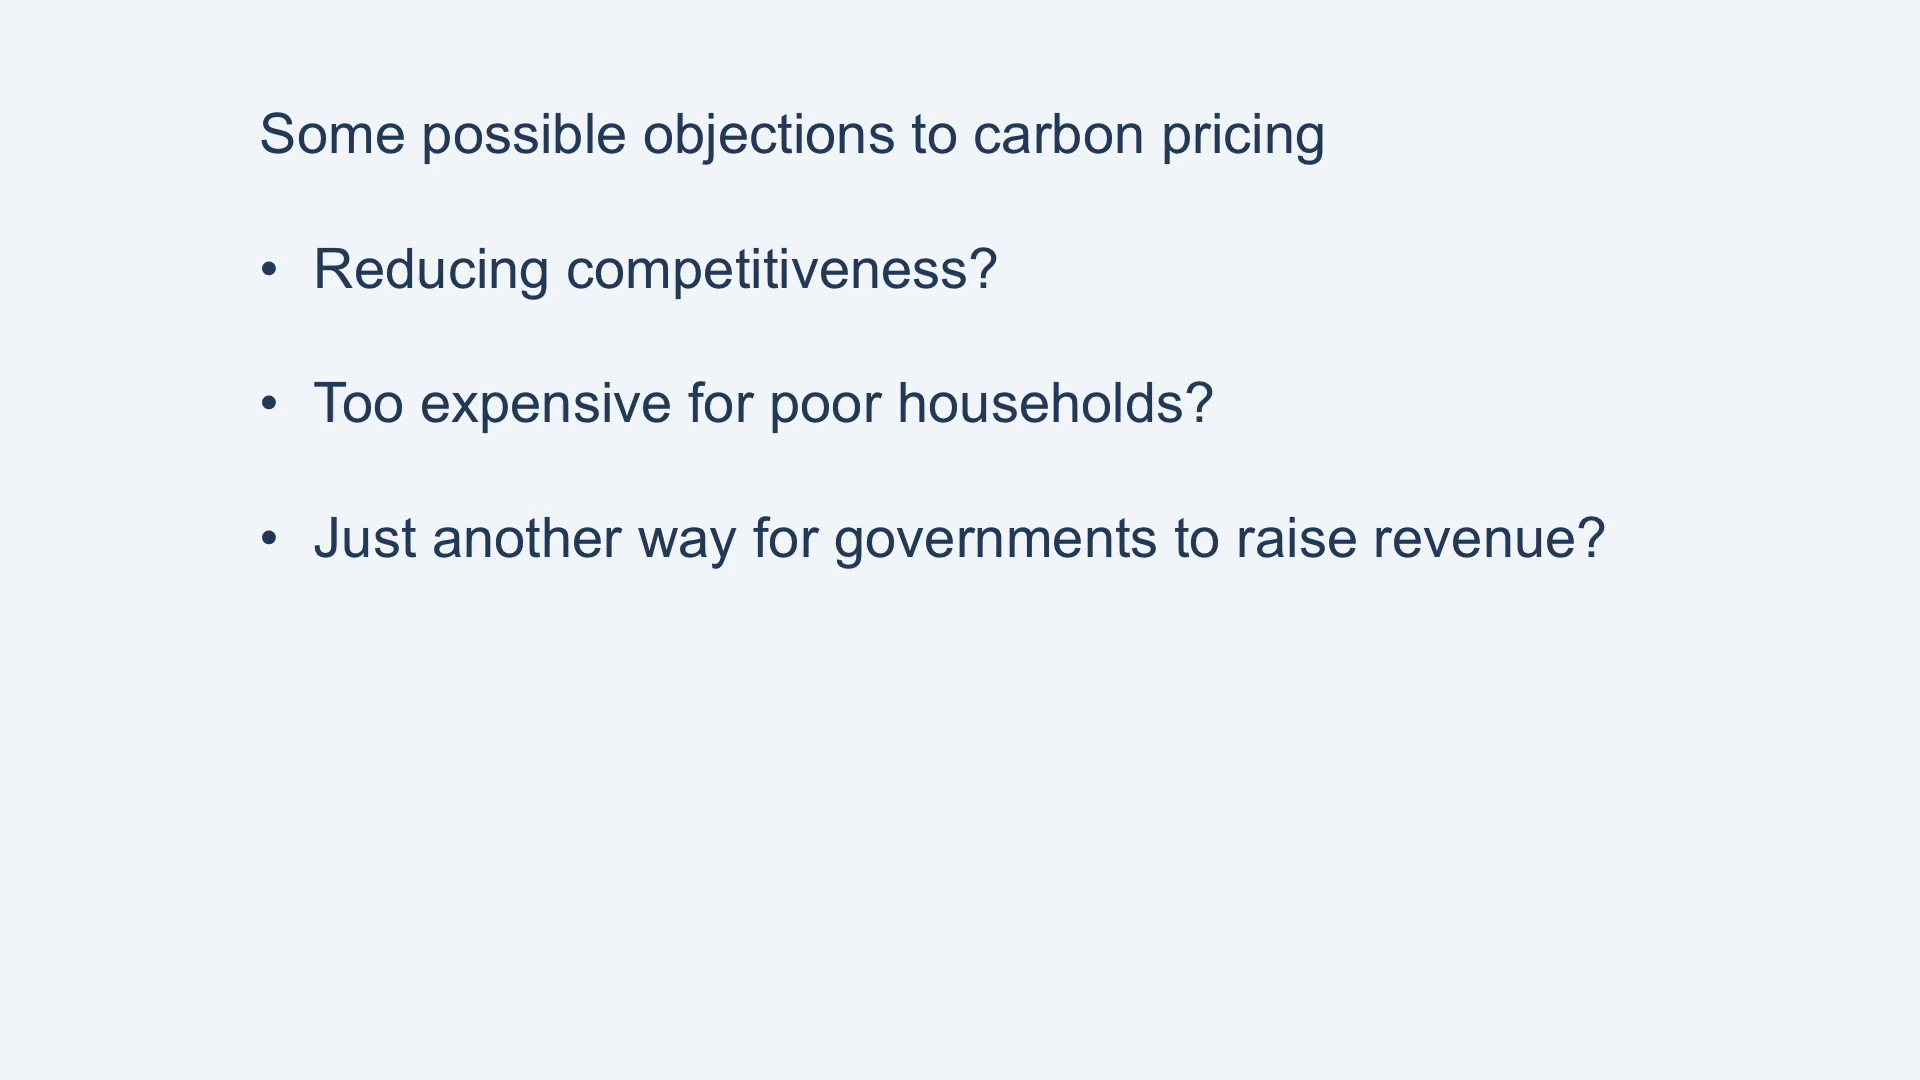 Some possible objections to carbon pricing
• Reducing competitiveness?
• Too expensive for poor households?
• Just another way for governments to raise revenue?